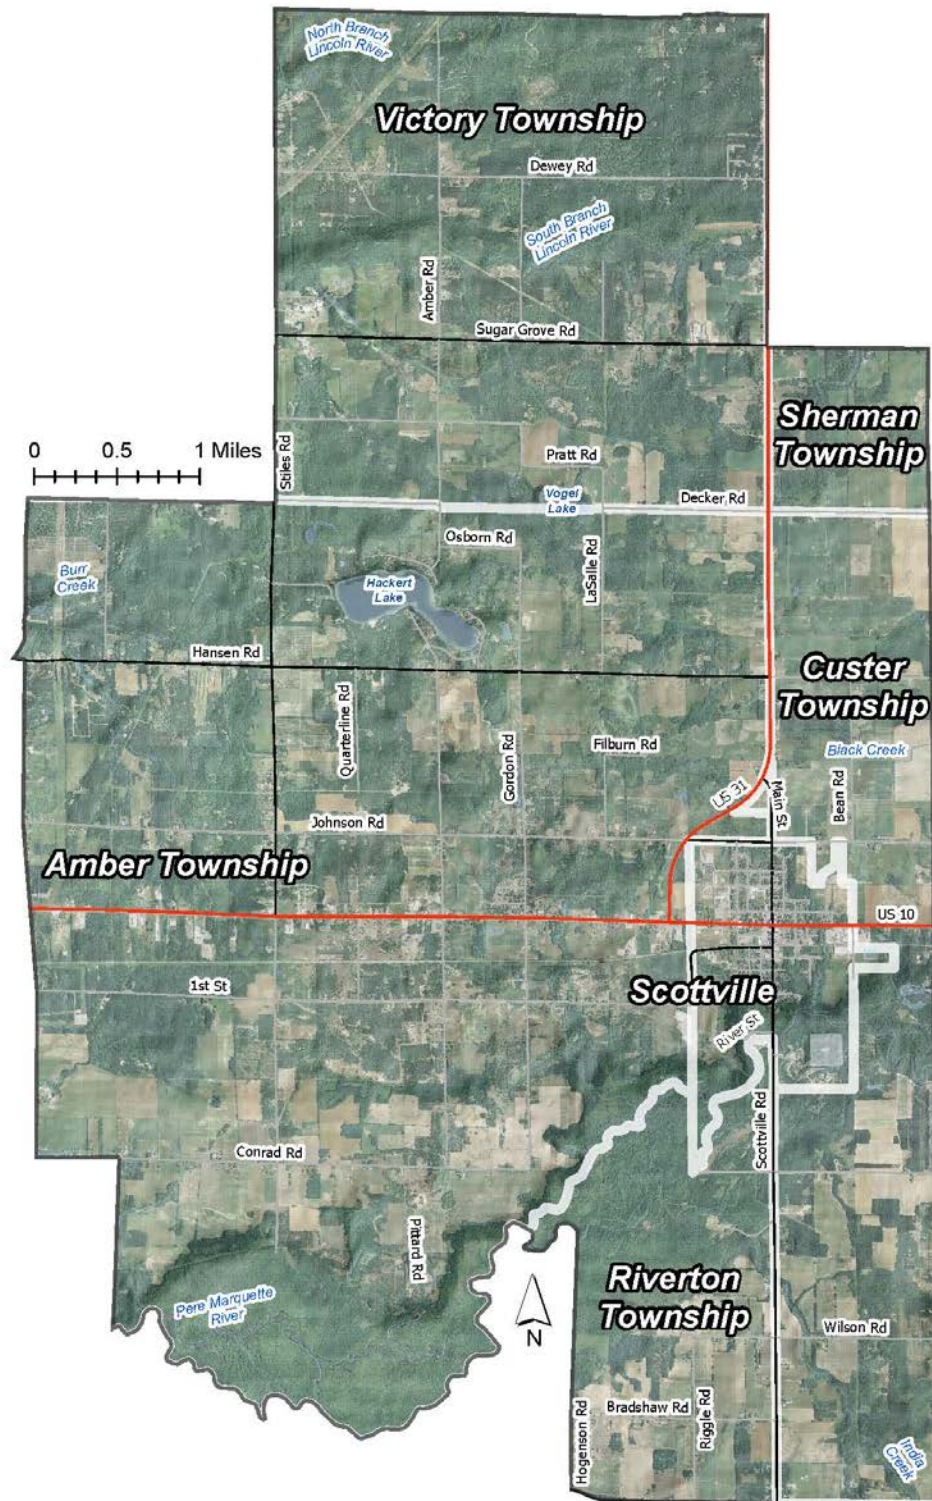 North Branch
Lincoln River
Victory Township
Dewey Rd
South Branch
Lincoln River
Amber Rd
Sugar Grove Rd
Sherman
Township
0 0.5 1 Miles
Stiles Rd
Pratt Rd
Vogel
Lake
Decker Rd
Osborn Rd
LaSalle Rd
Burr
Creek
Hackert
Lake
Hansen Rd
Custer
Township
Quarterline Rd
Gordon Rd
Filburn Rd
Black Creek
US 31
Main St
Bean Rd
Johnson Rd
Amber Township
US 10
1st St
Scottville
River St
Scottville Rd
Conrad Rd
Pittard Rd
Pere Marquette
River
N
Riverton
Township
Wilson Rd
Hogenson Rd
Bradshaw Rd
Riggle Rd
India
Creek